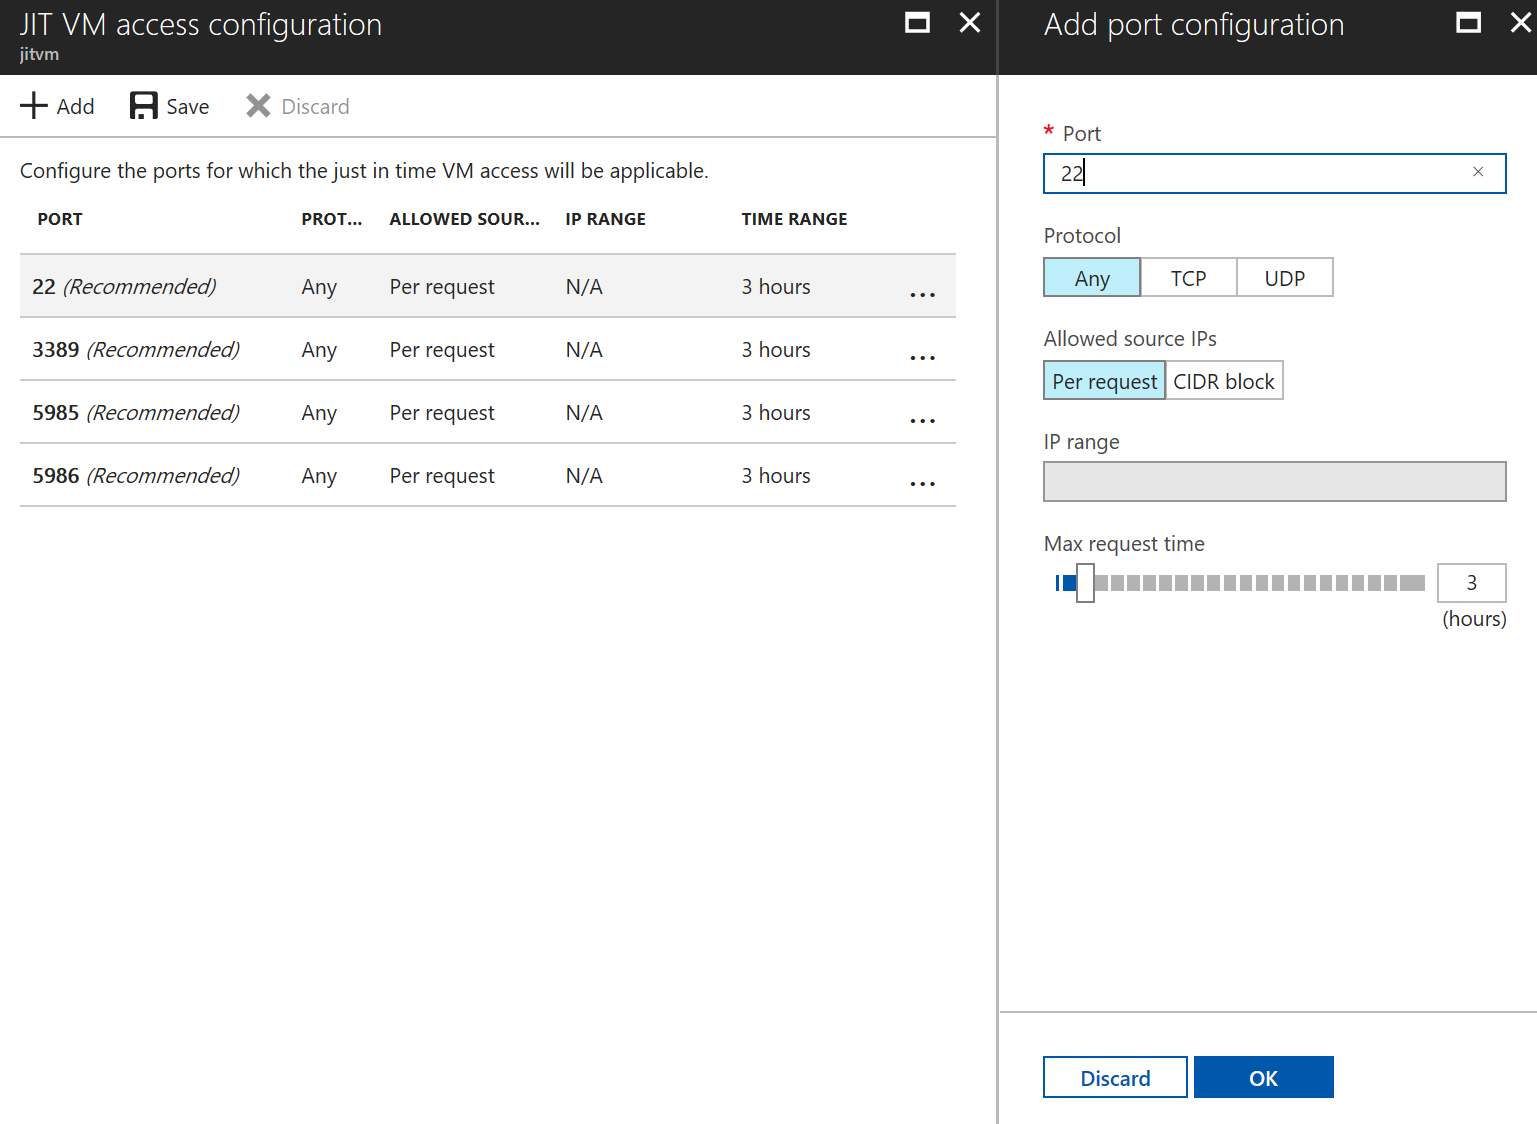 JIT VM access configuration
jitvm
Add Save Discard
Configure the ports for which the just in time VM access will be applicable.
PORT PROT... ALLOWED SOUR... IP RANGE TIME RANGE
22 (Recommended) Any Per request N/A 3 hours ...
3389 (Recommended) Any Per request N/A 3 hours ...
5985 (Recommended) Any Per request N/A 3 hours ...
5986 (Recommended) Any Per request N/A 3 hours ...
Add port configuration
* Port
22
Protocol
Any TCP UDP
Allowed source IPs
Per request CIDR block
IP range
Max request time
3
(hours)
Discard OK